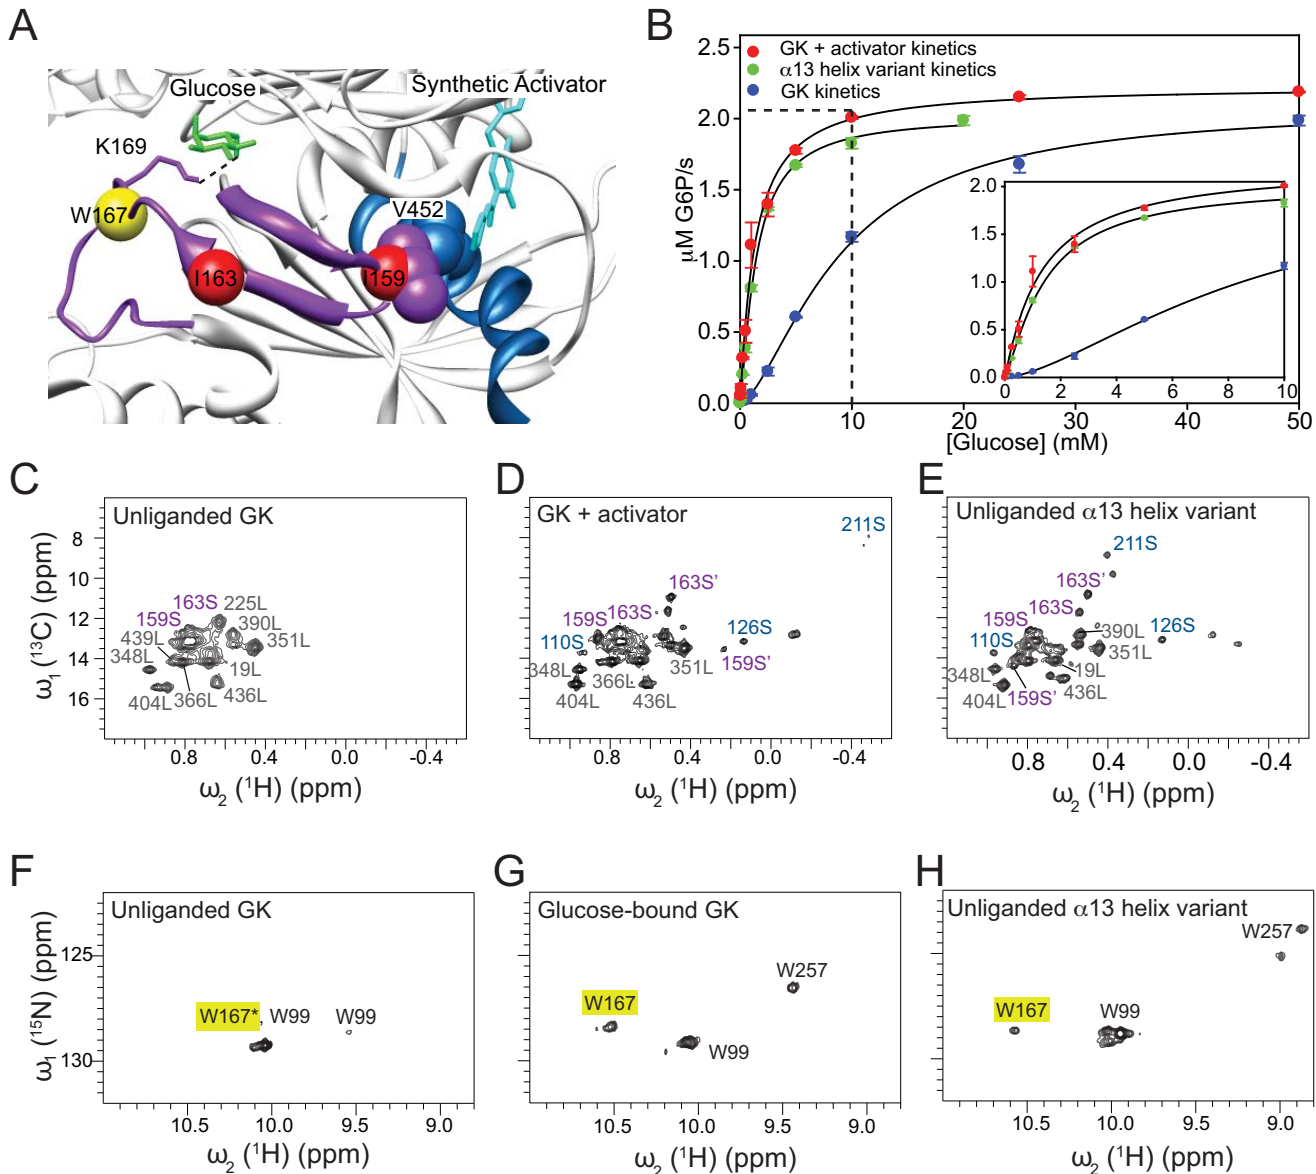 A
Glucose
Synthetic Activator
K169
W167
V452
I163
I159
B
GK + activator kinetics
α13 helix variant kinetics
GK kinetics
μM G6P/s
2.5
2.0
1.5
1.0
0.5
0.0
0
10
20
30
40
50
[Glucose] (mM)
2.0
1.5
1.0
0.5
0.0
0
2
4
6
8
10
C
Unliganded GK
ω1 (13C) (ppm)
8
10
12
14
16
163S
225L
159S
390L
439L
351L
348L
19L
404L
366L
436L
0.8
0.4
0.0
-0.4
ω2 (1H) (ppm)
D
GK + activator
211S
163S'
159S
163S
110S
126S
348L
351L
159S'
366L
404L
436L
0.8
0.4
0.0
-0.4
ω2 (1H) (ppm)
E
Unliganded α13 helix variant
211S
163S'
159S
163S
110S
390L
126S
351L
348L
19L
404L
159S'
436L
0.8
0.4
0.0
-0.4
ω2 (1H) (ppm)
F
Unliganded GK
ω1 (15N) (ppm)
125
130
W167*, W99
W99
10.5
10.0
9.5
9.0
ω2 (1H) (ppm)
G
Glucose-bound GK
W257
W167
W99
10.5
10.0
9.5
9.0
ω2 (1H) (ppm)
H
Unliganded α13 helix variant
W257
W167
W99
10.5
10.0
9.5
9.0
ω2 (1H) (ppm)